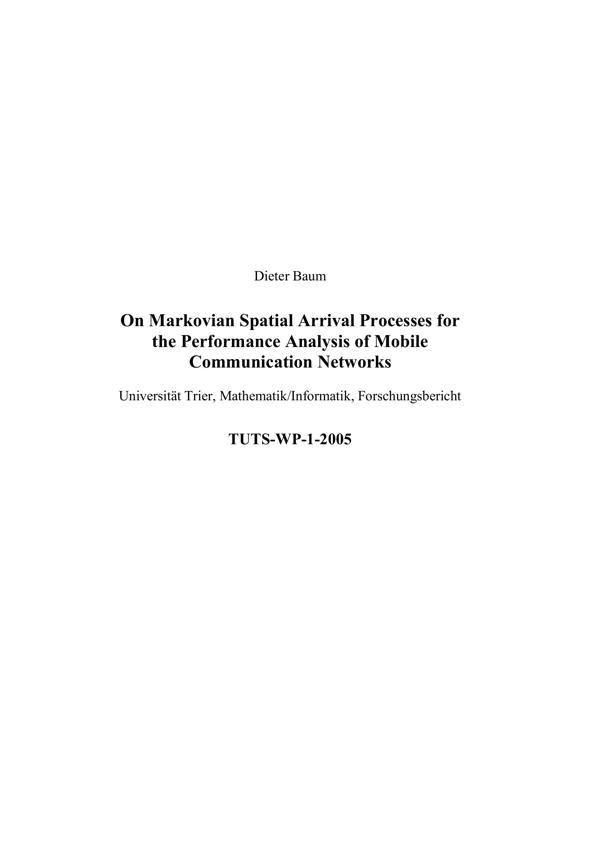 Dieter Baum
On Markovian Spatial Arrival Processes for
the Performance Analysis of Mobile
Communication Networks
Universität Trier, Mathematik/Informatik, Forschungsbericht
TUTS-WP-1-2005